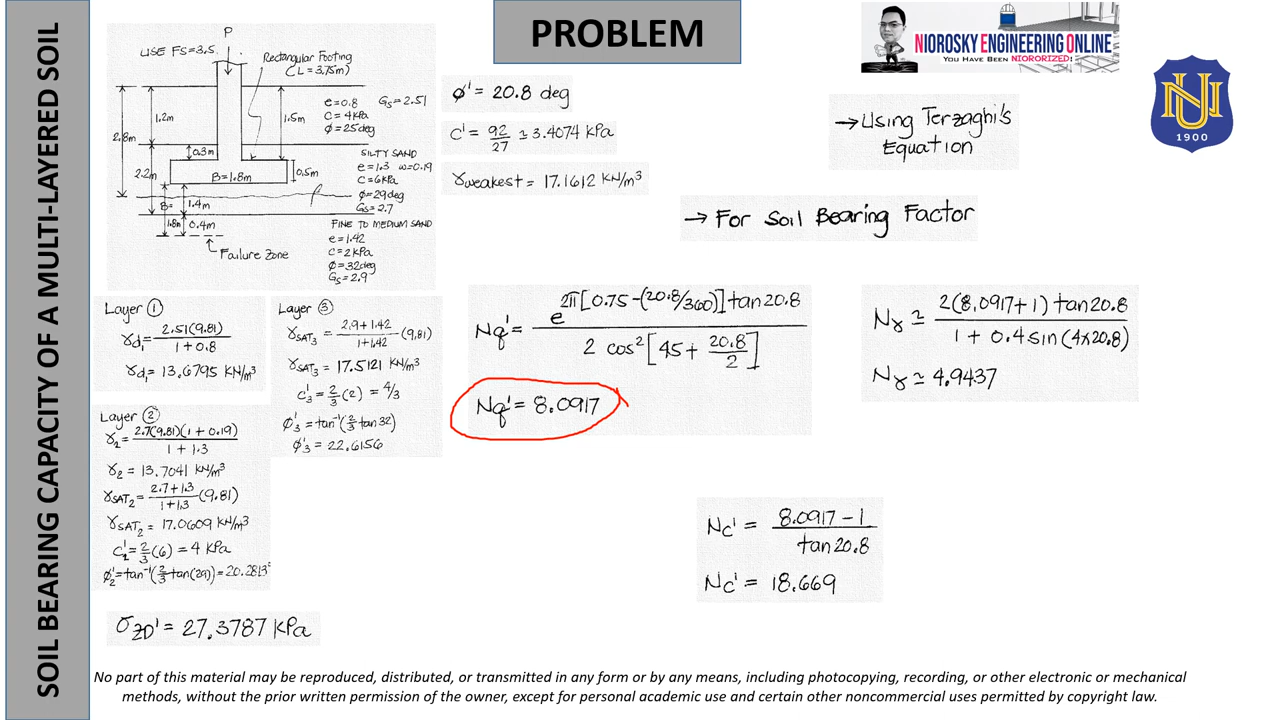 SOIL BEARING CAPACITY OF A MULTI-LAYERED SOIL
PROBLEM
NIOROSKY ENGINEERING ONLINE
YOU HAVE BEEN NIORORIZED!
NU
1900
P
USE FS=3.5
Rectangular Footing
(L = 3.75m)
1.2m
2.8m
1.5m
e=0.8 Gs=2.51
c=4kPa
ø=25deg
0.3m
2.2m
B=1.8m
0.5m
SILTY SAND
e=1.3 w=0.19
c=6kPa
ø=29deg
Gs=2.7
B=
1.8m
1.4m
0.4m
Failure Zone
FINE TO MEDIUM SAND
e=1.42
c=2kPa
ø=32deg
Gs=2.9
ø' = 20.8 deg
c' = 92/27 ≅ 3.4074 kPa
γweakest = 17.1612 KN/m³
→Using Terzaghi's
Equation
→ For Soil Bearing Factor
Layer ①
γd₁ = 2.51(9.81) / 1+0.8
γd₁ = 13.6795 KN/m³
Layer ②
γ₂ = 2.7(9.81)(1+0.19) / 1+1.3
γ₂ = 13.7041 KN/m³
γSAT₂ = 2.7+1.3 / 1+1.3 (9.81)
γSAT₂ = 17.0609 KN/m³
c₂' = 2/3 (6) = 4 kPa
ø₂' = tan⁻¹(2/3 tan(29)) = 20.2813°
Layer ③
γSAT₃ = 2.9+1.42 / 1+1.42 (9.81)
γSAT₃ = 17.5121 KN/m³
c₃' = 2/3 (2) = 4/3
ø₃' = tan⁻¹(2/3 tan 32)
ø₃' = 22.6156
σZD' = 27.3787 kPa
Nq' = e^2π[0.75-(20.8/360)]tan20.8 / 2 cos²[45+ 20.8/2]
Nq' = 8.0917
Nγ ≅ 2(8.0917+1) tan20.8 / 1 + 0.4sin(4x20.8)
Nγ ≅ 4.9437
Nc' = 8.0917 - 1 / tan20.8
Nc' = 18.669
No part of this material may be reproduced, distributed, or transmitted in any form or by any means, including photocopying, recording, or other electronic or mechanical
methods, without the prior written permission of the owner, except for personal academic use and certain other noncommercial uses permitted by copyright law.